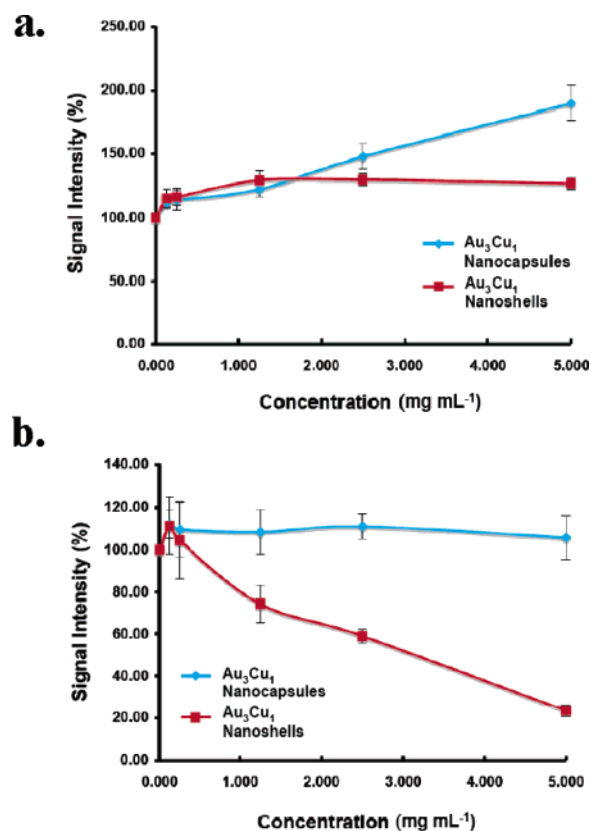 a.
250.00
200.00
150.00
100.00
50.00
0.00
Signal Intensity (%)
Au₃Cu₁
Nanocapsules
Au₃Cu₁
Nanoshells
0.000 1.000 2.000 3.000 4.000 5.000
Concentration (mg mL⁻¹)
b.
140.00
120.00
100.00
80.00
60.00
40.00
20.00
0.00
Signal Intensity (%)
Au₃Cu₁
Nanocapsules
Au₃Cu₁
Nanoshells
0.000 1.000 2.000 3.000 4.000 5.000
Concentration (mg mL⁻¹)